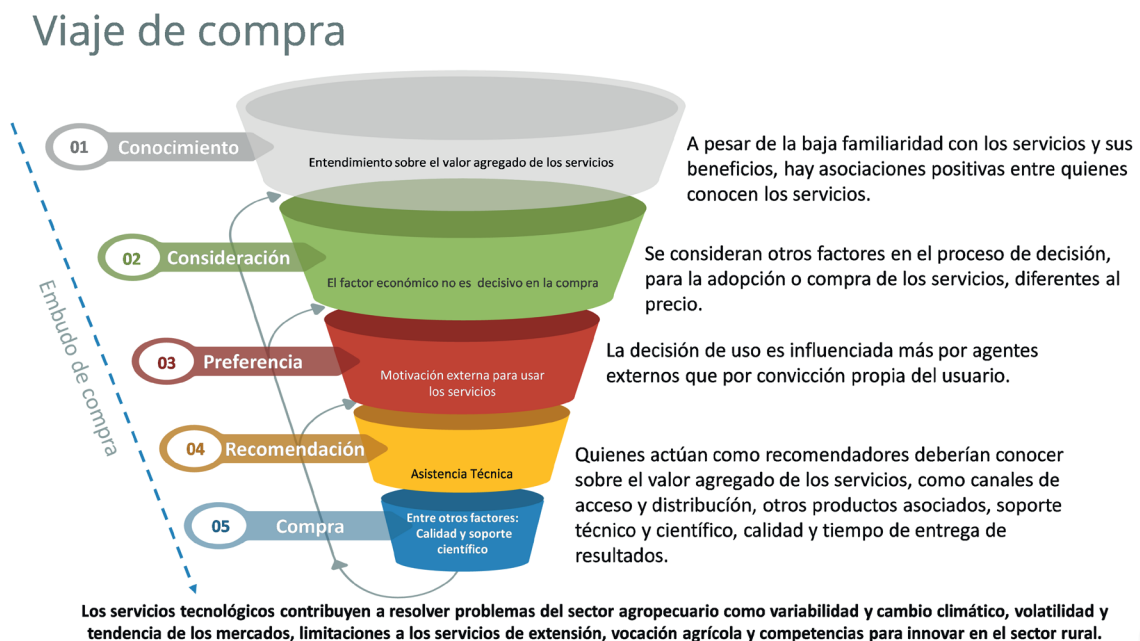 Viaje de compra
01 Conocimiento
Entendimiento sobre el valor agregado de los servicios
A pesar de la baja familiaridad con los servicios y sus
beneficios, hay asociaciones positivas entre quienes
conocen los servicios.
02 Consideración
El factor económico no es decisivo en la compra
Se consideran otros factores en el proceso de decisión,
para la adopción o compra de los servicios, diferentes al
precio.
Embudo de compra
03 Preferencia
Motivación externa para usar
los servicios
La decisión de uso es influenciada más por agentes
externos que por convicción propia del usuario.
04 Recomendación
Asistencia Técnica
Quienes actúan como recomendadores deberían conocer
sobre el valor agregado de los servicios, como canales de
acceso y distribucíón, otros productos asociados, soporte
técnico y científico, calidad y tiempo de entrega de
resultados.
05 Compra
Entre otros factores:
Calidad y soporte
científico
Los servicios tecnológicos contribuyen a resolver problemas del sector agropecuario como variabilidad y cambio climático, volatilidad y
tendencia de los mercados, limitaciones a los servicios de extensión, vocación agrícola y competencias para innovar en el sector rural.